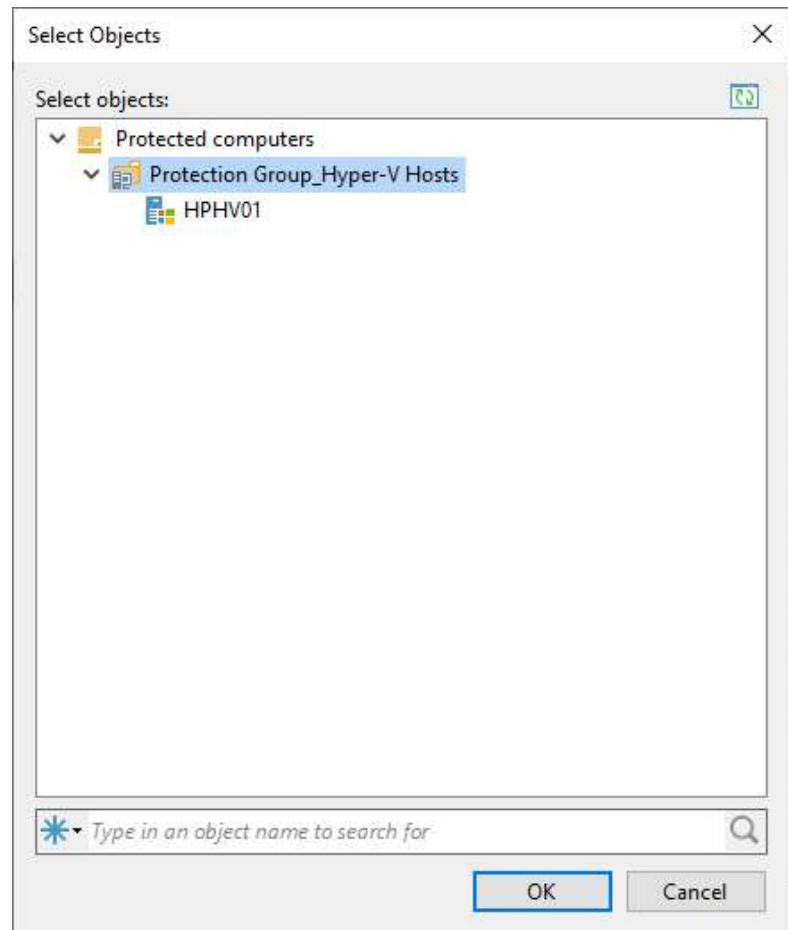 Select Objects
Select objects:
Protected computers
Protection Group_Hyper-V Hosts
HPHV01
Type in an object name to search for
OK
Cancel